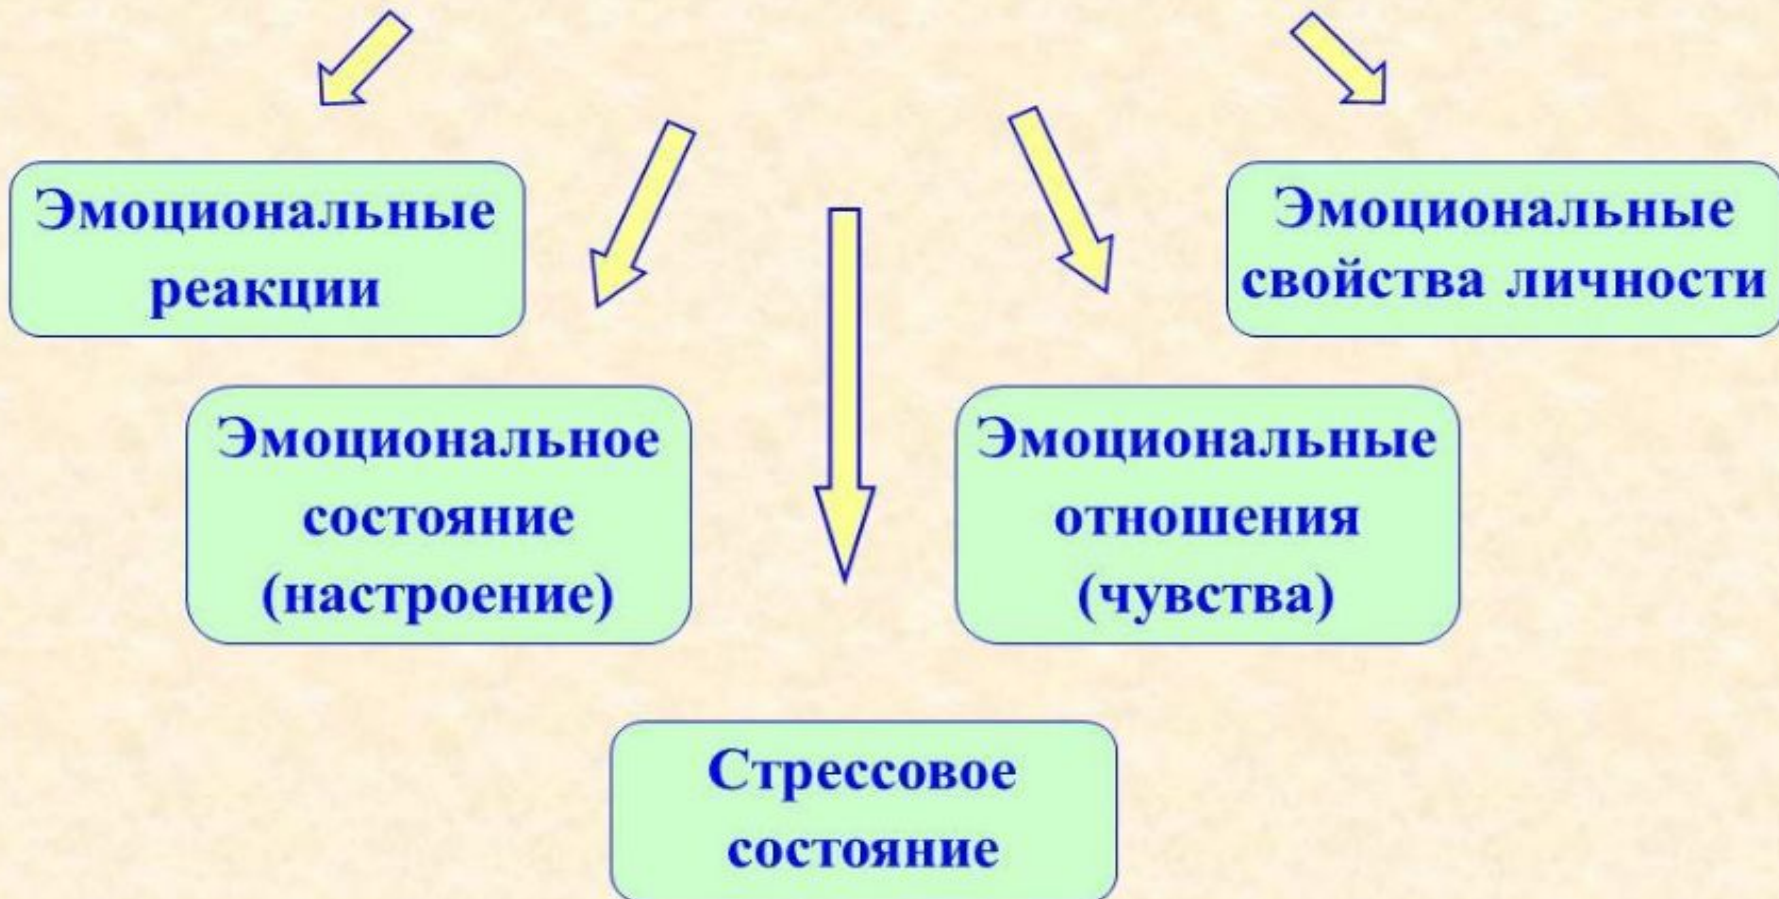 Эмоциональные
реакции
Эмоциональные
свойства личности
Эмоциональное
состояние
(настроение)
Эмоциональные
отношения
(чувства)
Стрессовое
состояние